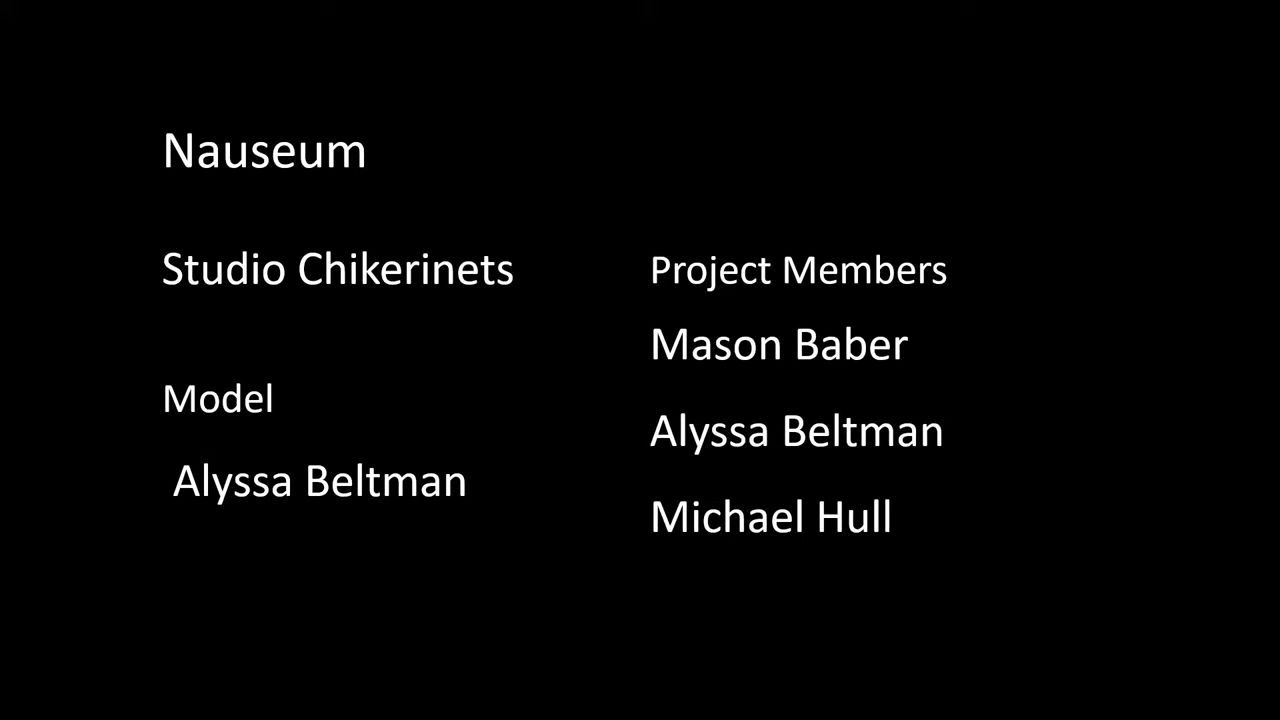 Nauseum
Studio Chikerinets
Model
Alyssa Beltman
Project Members
Mason Baber
Alyssa Beltman
Michael Hull